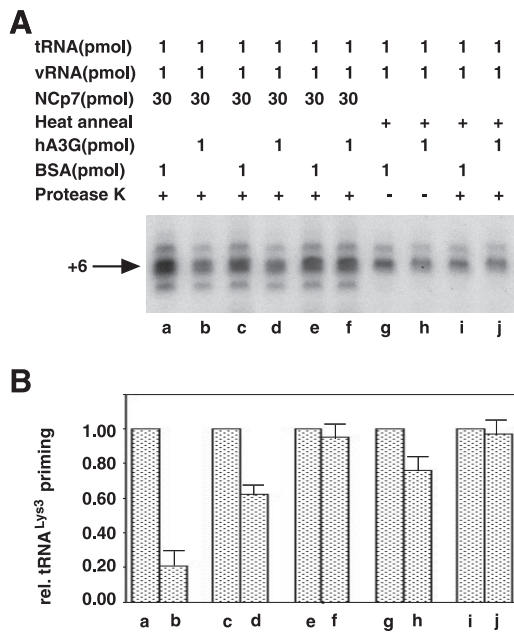 A
tRNA(pmol) 1 1 1 1 1 1 1 1 1 1
vRNA(pmol) 1 1 1 1 1 1 1 1 1 1
NCp7(pmol) 30 30 30 30 30 30
Heat anneal + + + +
hA3G(pmol) 1 1 1 1 1
BSA(pmol) 1 1 1 1 1
Protease K + + + + + + - - + +
+6
a b c d e f g h i j
B
rel. tRNA^Lys3 priming
1.00
0.80
0.60
0.40
0.20
0.00
a b c d e f g h i j